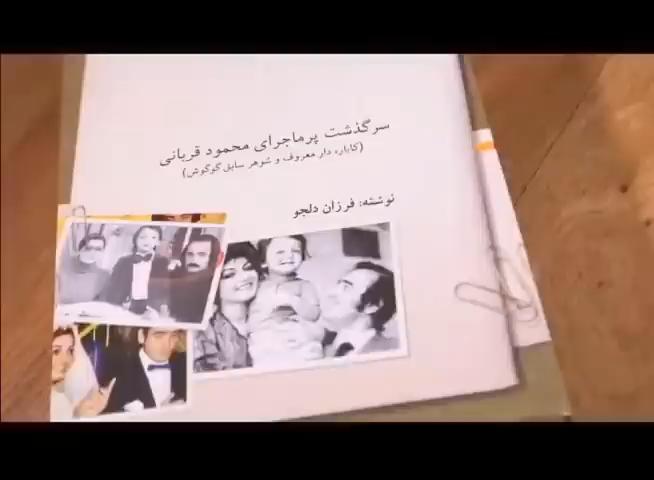 سرگذشت پرماجرای محمود قربانی
(کاباره دار معروف و شوهر سابق گوگوش)
نوشته: فرزان دلجو